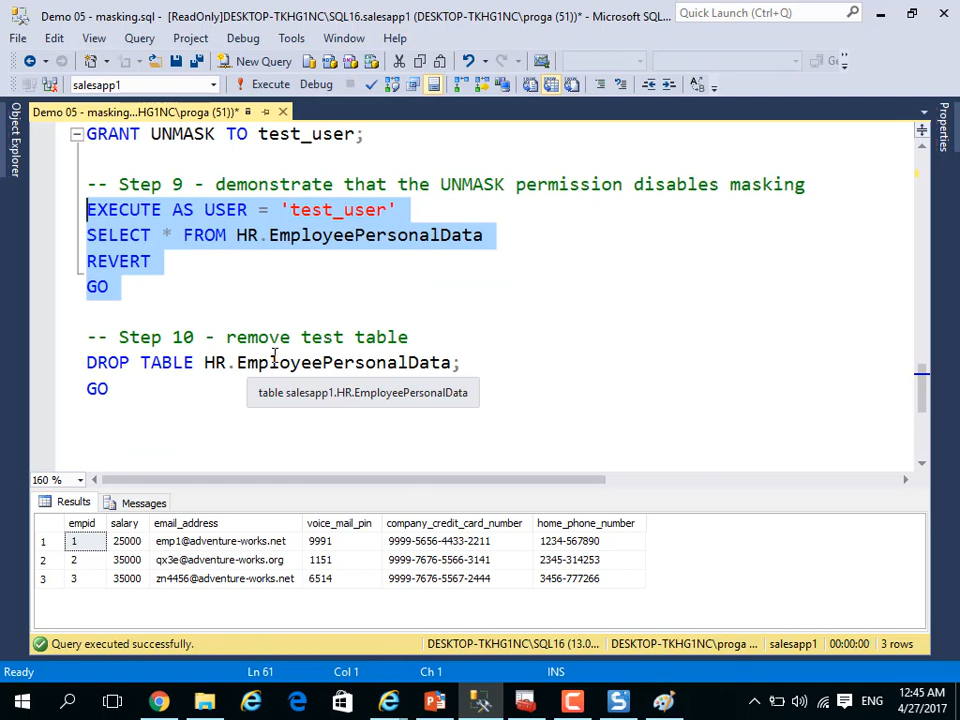 Demo 05 - masking.sql - [ReadOnly]DESKTOP-TKHG1NC\SQL16.salesapp1 (DESKTOP-TKHG1NC\proga (51))* - Microsoft SQL...
Quick Launch (Ctrl+Q)
File Edit View Query Project Debug Tools Window Help
New Query
salesapp1 Execute Debug
Demo 05 - masking...HG1NC\proga (51))*
Object Explorer
Properties
GRANT UNMASK TO test_user;
-- Step 9 - demonstrate that the UNMASK permission disables masking
EXECUTE AS USER = 'test_user'
SELECT * FROM HR.EmployeePersonalData
REVERT
GO
-- Step 10 - remove test table
DROP TABLE HR.EmployeePersonalData;
GO
table salesapp1.HR.EmployeePersonalData
160 %
Results Messages
empid salary email_address voice_mail_pin company_credit_card_number home_phone_number
1 1 25000 emp1@adventure-works.net 9991 9999-5656-4433-2211 1234-567890
2 2 35000 qx3e@adventure-works.org 1151 9999-7676-5566-3141 2345-314253
3 3 35000 zn4456@adventure-works.net 6514 9999-7676-5567-2444 3456-777266
Query executed successfully. DESKTOP-TKHG1NC\SQL16 (13.0... DESKTOP-TKHG1NC\proga ... salesapp1 00:00:00 3 rows
Ready Ln 61 Col 1 Ch 1 INS
ENG 12:45 AM
4/27/2017